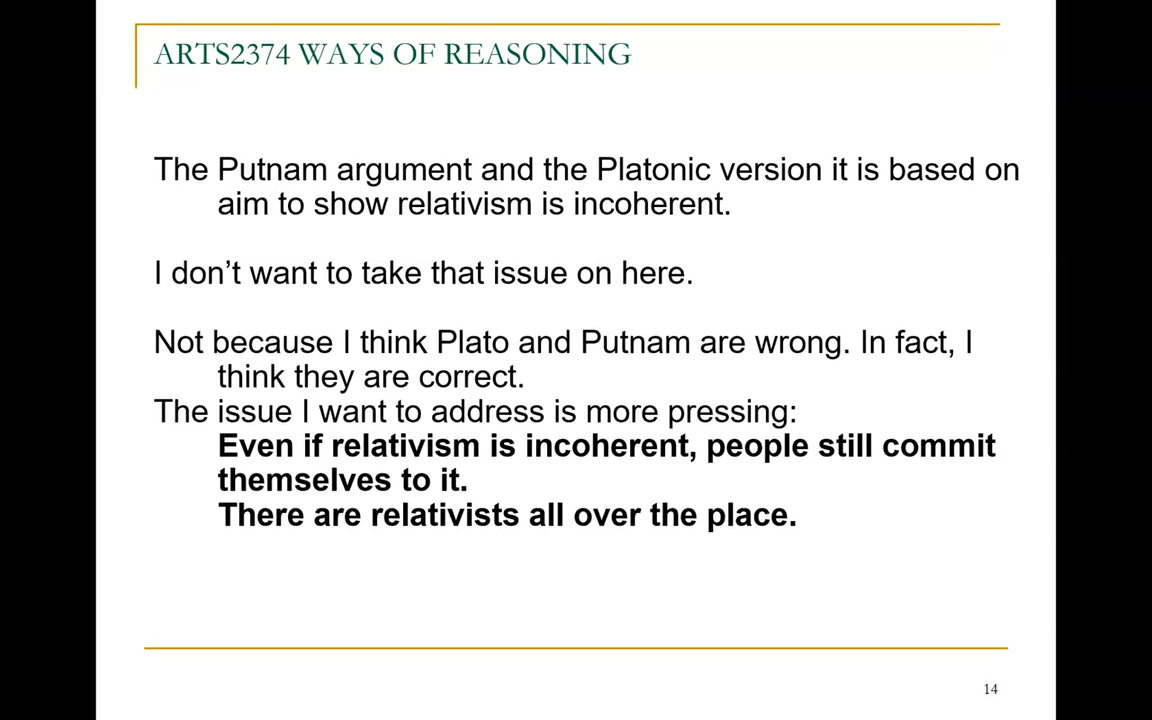 ARTS2374 WAYS OF REASONING
The Putnam argument and the Platonic version it is based on
aim to show relativism is incoherent.
I don’t want to take that issue on here.
Not because I think Plato and Putnam are wrong. In fact, I
think they are correct.
The issue I want to address is more pressing:
Even if relativism is incoherent, people still commit
themselves to it.
There are relativists all over the place.
14